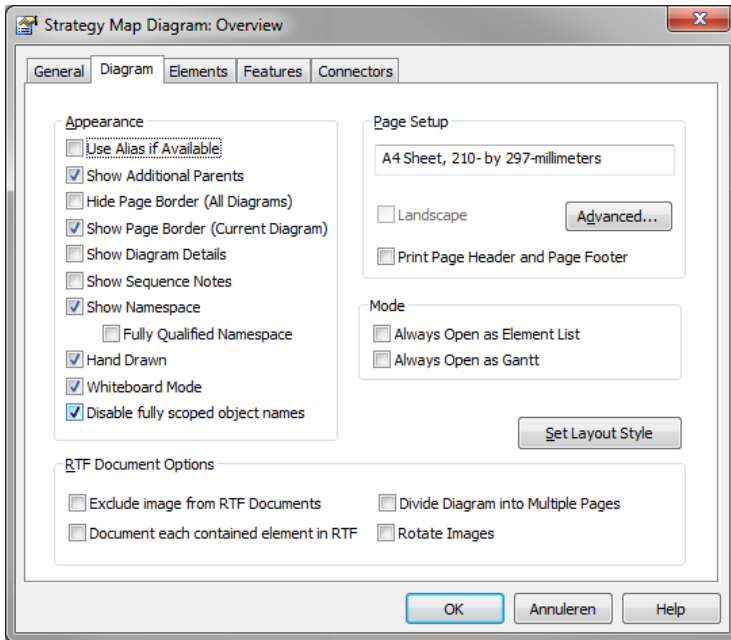 Strategy Map Diagram: Overview
General Diagram Elements Features Connectors
Appearance
Use Alias if Available
Show Additional Parents
Hide Page Border (All Diagrams)
Show Page Border (Current Diagram)
Show Diagram Details
Show Sequence Notes
Show Namespace
Fully Qualified Namespace
Hand Drawn
Whiteboard Mode
Disable fully scoped object names
Page Setup
A4 Sheet, 210- by 297-millimeters
Landscape
Advanced...
Print Page Header and Page Footer
Mode
Always Open as Element List
Always Open as Gantt
Set Layout Style
RTF Document Options
Exclude image from RTF Documents
Document each contained element in RTF
Divide Diagram into Multiple Pages
Rotate Images
OK Annuleren Help